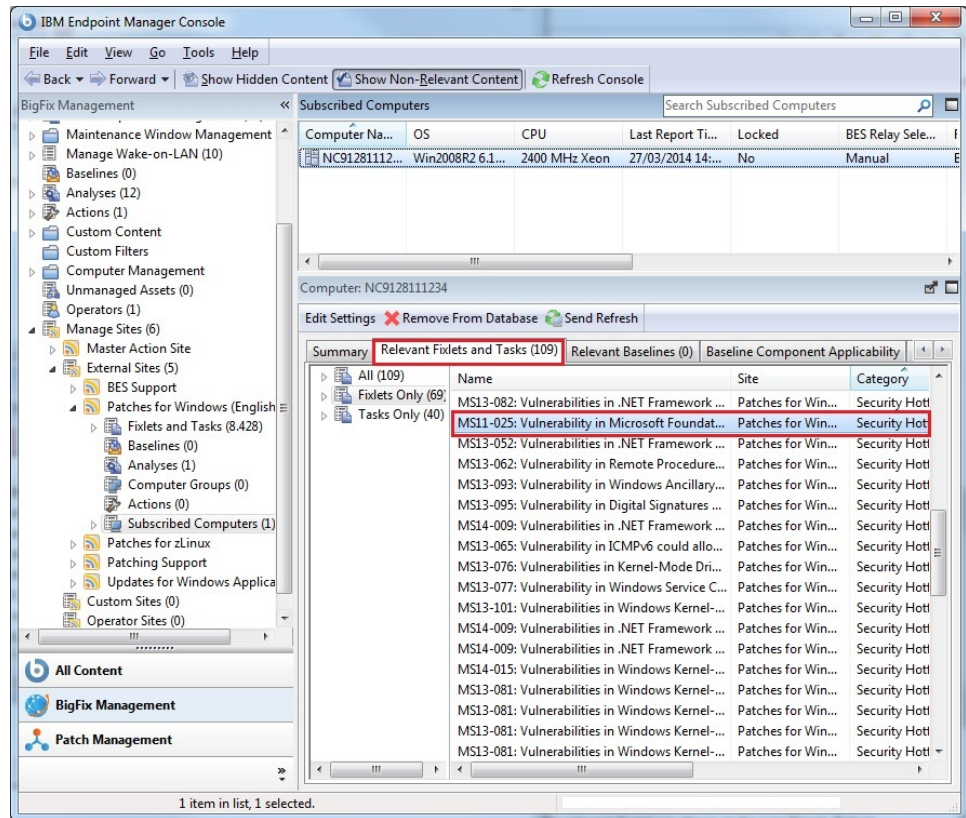 IBM Endpoint Manager Console
File Edit View Go Tools Help
Back Forward Show Hidden Content Show Non-Relevant Content Refresh Console
BigFix Management «
Maintenance Window Management
Manage Wake-on-LAN (10)
Baselines (0)
Analyses (12)
Actions (1)
Custom Content
Custom Filters
Computer Management
Unmanaged Assets (0)
Operators (1)
Manage Sites (6)
Master Action Site
External Sites (5)
BES Support
Patches for Windows (English
Fixlets and Tasks (8.428)
Baselines (0)
Analyses (1)
Computer Groups (0)
Actions (0)
Subscribed Computers (1)
Patches for zLinux
Patching Support
Updates for Windows Applica
Custom Sites (0)
Operator Sites (0)
All Content
BigFix Management
Patch Management
»
Subscribed Computers Search Subscribed Computers
Computer Na... OS CPU Last Report Ti... Locked BES Relay Sele...
NC91281112... Win2008R2 6.1... 2400 MHz Xeon 27/03/2014 14:... No Manual
Computer: NC9128111234
Edit Settings Remove From Database Send Refresh
Summary Relevant Fixlets and Tasks (109) Relevant Baselines (0) Baseline Component Applicability
All (109)
Fixlets Only (69)
Tasks Only (40)
Name Site Category
MS13-082: Vulnerabilities in .NET Framework ... Patches for Win... Security Hotf
MS11-025: Vulnerability in Microsoft Foundat... Patches for Win... Security Hotf
MS13-052: Vulnerabilities in .NET Framework ... Patches for Win... Security Hotf
MS13-062: Vulnerability in Remote Procedure... Patches for Win... Security Hotf
MS13-093: Vulnerability in Windows Ancillary... Patches for Win... Security Hotf
MS13-095: Vulnerability in Digital Signatures ... Patches for Win... Security Hotf
MS14-009: Vulnerabilities in .NET Framework ... Patches for Win... Security Hotf
MS13-065: Vulnerability in ICMPv6 could allo... Patches for Win... Security Hotf
MS13-076: Vulnerabilities in Kernel-Mode Dri... Patches for Win... Security Hotf
MS13-077: Vulnerability in Windows Service C... Patches for Win... Security Hotf
MS13-101: Vulnerabilities in Windows Kernel-... Patches for Win... Security Hotf
MS14-009: Vulnerabilities in .NET Framework ... Patches for Win... Security Hotf
MS14-009: Vulnerabilities in .NET Framework ... Patches for Win... Security Hotf
MS14-015: Vulnerabilities in Windows Kernel-... Patches for Win... Security Hotf
MS13-081: Vulnerabilities in Windows Kernel-... Patches for Win... Security Hotf
MS13-081: Vulnerabilities in Windows Kernel-... Patches for Win... Security Hotf
MS13-081: Vulnerabilities in Windows Kernel-... Patches for Win... Security Hotf
MS13-081: Vulnerabilities in Windows Kernel-... Patches for Win... Security Hotf
1 item in list, 1 selected.